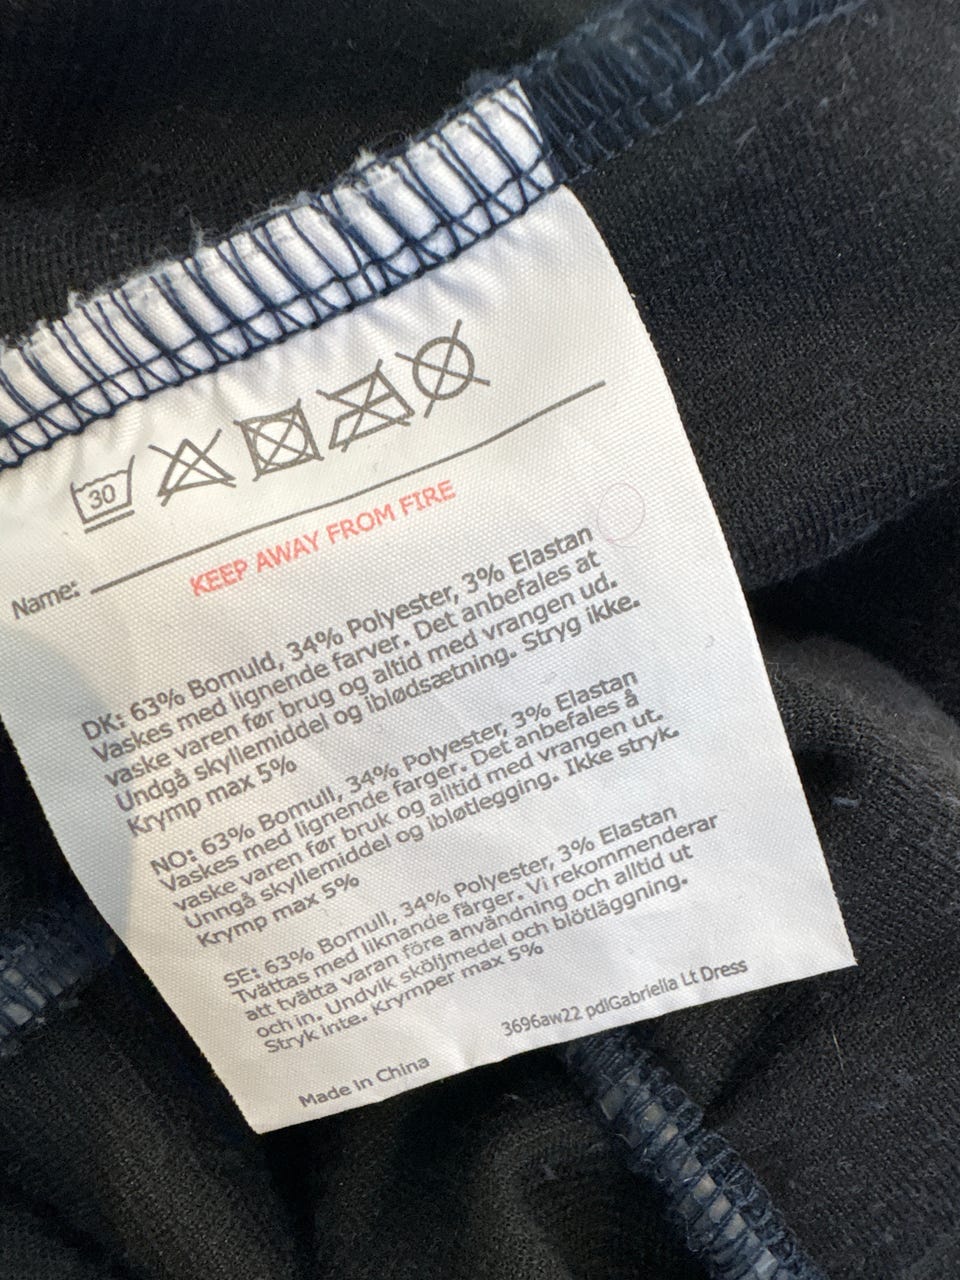 30
Name:
KEEP AWAY FROM FIRE
DK: 63% Bomuld, 34% Polyester, 3% Elastan
Vaskes med lignende farver. Det anbefales at
vaske varen før brug og altid med vrangen ud.
Undgå skyllemiddel og iblødsætning. Stryg ikke.
Krymp max 5%
NO: 63% Bomull, 34% Polyester, 3% Elastan
Vaskes med lignende farger. Det anbefales å
vaske varen før bruk og alltid med vrangen ut.
Unngå skyllemiddel og ibløtlegging. Ikke stryk.
Krymp max 5%
SE: 63% Bomull, 34% Polyester, 3% Elastan
Tvättas med liknande färger. Vi rekommenderar
att tvätta varan före användning och alltid ut
och in. Undvik sköljmedel och blötläggning.
Stryk inte. Krymper max 5%
3696aw22 pdlGabriella Lt Dress
Made in China